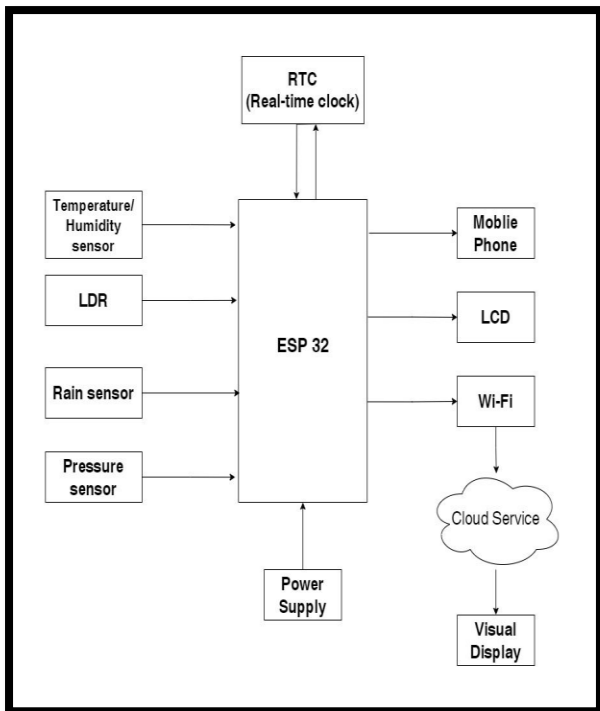 RTC
(Real-time clock)
Temperature/
Humidity
sensor
LDR
Rain sensor
Pressure
sensor
ESP 32
Moblie
Phone
LCD
Wi-Fi
Cloud Service
Power
Supply
Visual
Display